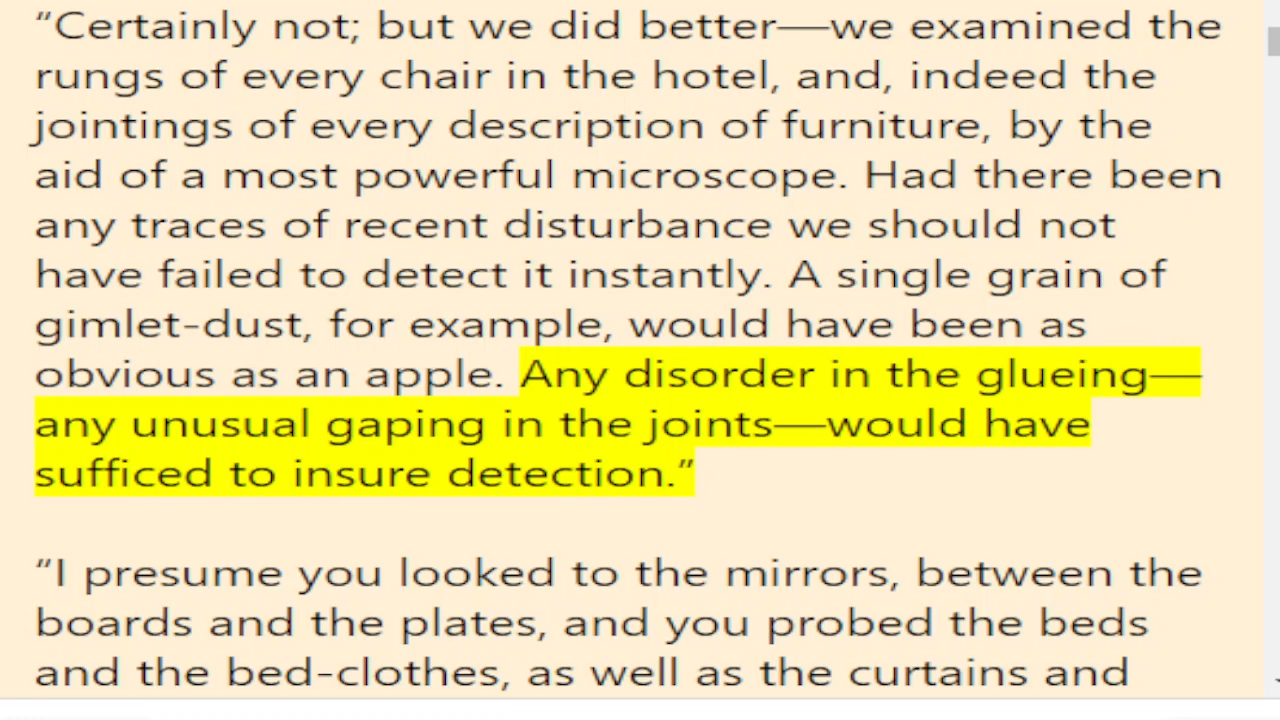 “Certainly not; but we did better—we examined the
rungs of every chair in the hotel, and, indeed the
jointings of every description of furniture, by the
aid of a most powerful microscope. Had there been
any traces of recent disturbance we should not
have failed to detect it instantly. A single grain of
gimlet-dust, for example, would have been as
obvious as an apple. Any disorder in the glueing—
any unusual gaping in the joints—would have
sufficed to insure detection.”
“I presume you looked to the mirrors, between the
boards and the plates, and you probed the beds
and the bed-clothes, as well as the curtains and